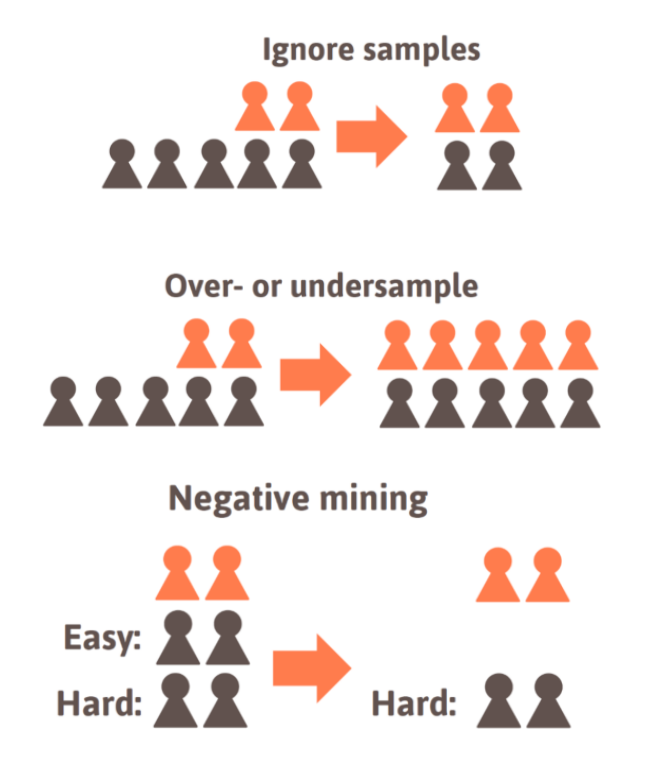 Ignore samples
Over- or undersample
Negative mining
Easy:
Hard: Hard: